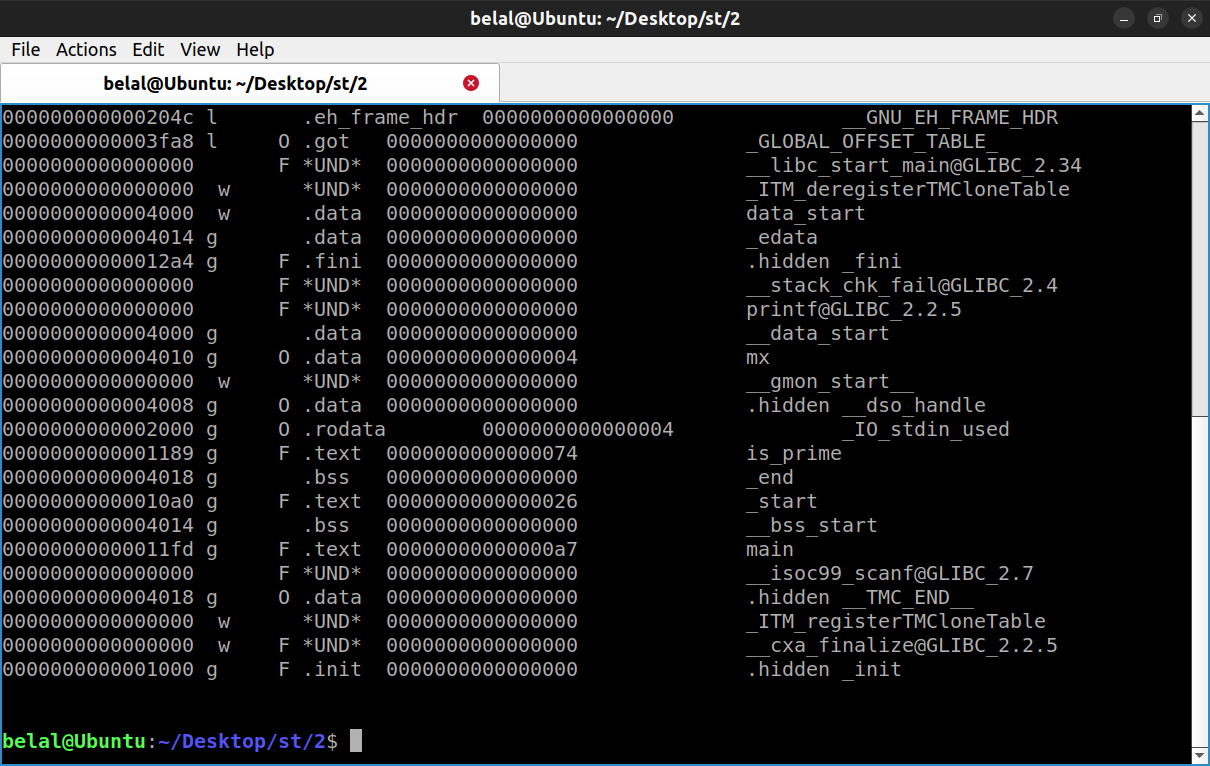 belal@Ubuntu: ~/Desktop/st/2
File Actions Edit View Help
belal@Ubuntu: ~/Desktop/st/2
000000000000204c l       .eh_frame_hdr  0000000000000000              __GNU_EH_FRAME_HDR
0000000000003fa8 l     O .got   0000000000000000              _GLOBAL_OFFSET_TABLE_
0000000000000000       F *UND*  0000000000000000              __libc_start_main@GLIBC_2.34
0000000000000000  w      *UND*  0000000000000000              _ITM_deregisterTMCloneTable
0000000000004000  w      .data  0000000000000000              data_start
0000000000004014 g       .data  0000000000000000              _edata
00000000000012a4 g     F .fini  0000000000000000              .hidden _fini
0000000000000000       F *UND*  0000000000000000              __stack_chk_fail@GLIBC_2.4
0000000000000000       F *UND*  0000000000000000              printf@GLIBC_2.2.5
0000000000004000 g       .data  0000000000000000              __data_start
0000000000004010 g     O .data  0000000000000004              mx
0000000000000000  w      *UND*  0000000000000000              __gmon_start__
0000000000004008 g     O .data  0000000000000000              .hidden __dso_handle
0000000000002000 g     O .rodata        0000000000000004              _IO_stdin_used
0000000000001189 g     F .text  0000000000000074              is_prime
0000000000004018 g       .bss   0000000000000000              _end
00000000000010a0 g     F .text  0000000000000026              _start
0000000000004014 g       .bss   0000000000000000              __bss_start
00000000000011fd g     F .text  00000000000000a7              main
0000000000000000       F *UND*  0000000000000000              __isoc99_scanf@GLIBC_2.7
0000000000004018 g     O .data  0000000000000000              .hidden __TMC_END__
0000000000000000  w      *UND*  0000000000000000              _ITM_registerTMCloneTable
0000000000000000  w    F *UND*  0000000000000000              __cxa_finalize@GLIBC_2.2.5
0000000000001000 g     F .init  0000000000000000              .hidden _init
belal@Ubuntu:~/Desktop/st/2$